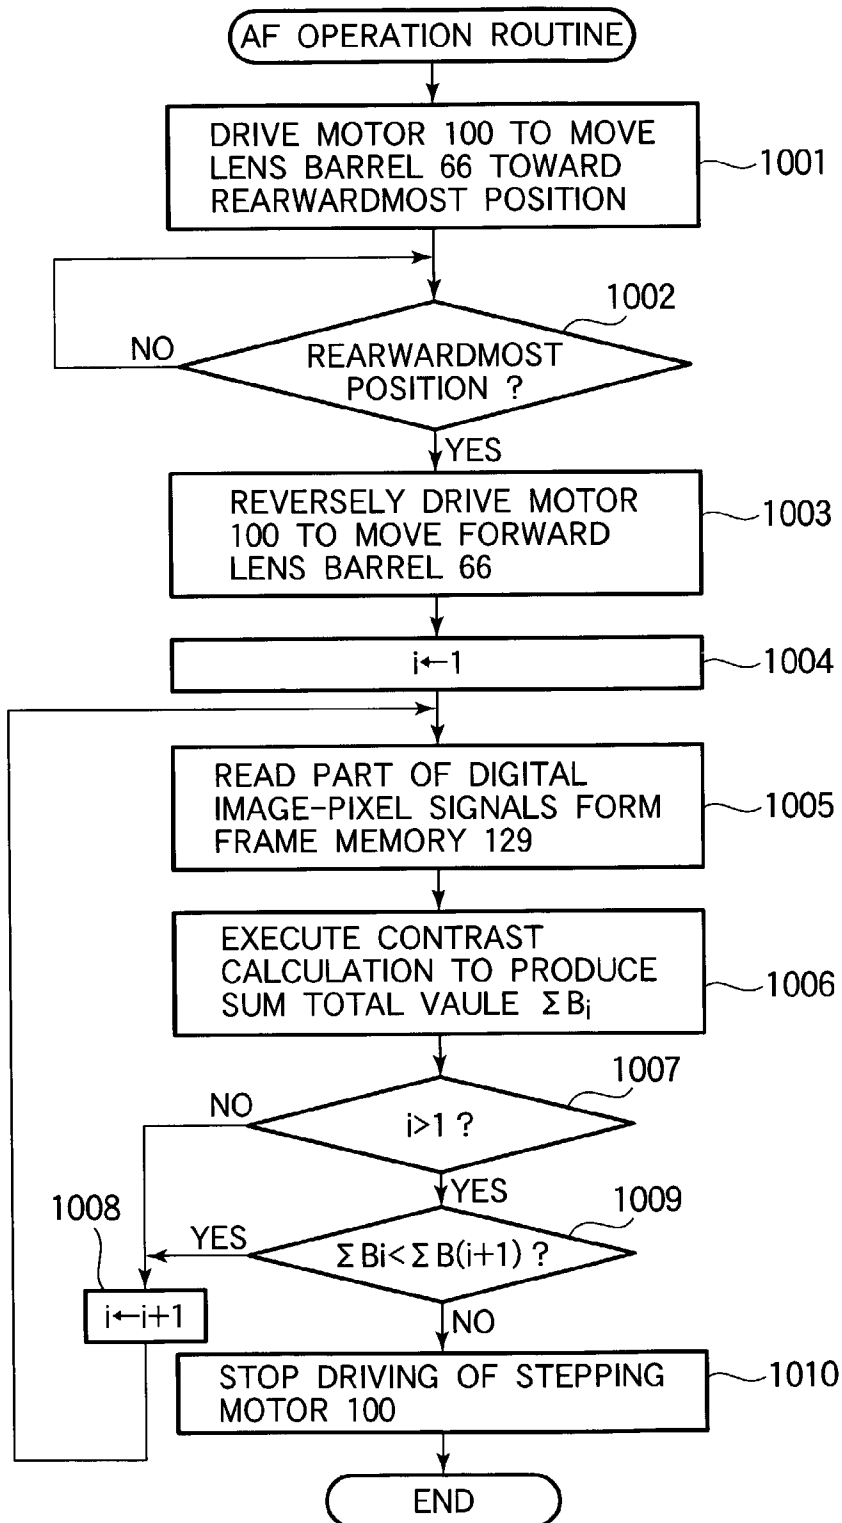 AF OPERATION ROUTINE
DRIVE MOTOR 100 TO MOVE
LENS BARREL 66 TOWARD
REARWARDMOST POSITION
1001
1002
NO
REARWARDMOST
POSITION ?
YES
REVERSELY DRIVE MOTOR
100 TO MOVE FORWARD
LENS BARREL 66
1003
i←1
1004
READ PART OF DIGITAL
IMAGE-PIXEL SIGNALS FORM
FRAME MEMORY 129
1005
EXECUTE CONTRAST
CALCULATION TO PRODUCE
SUM TOTAL VAULE ΣBi
1006
1007
NO
i>1 ?
YES
1008
1009
YES
ΣBi<ΣB(i+1) ?
i←i+1
NO
STOP DRIVING OF STEPPING
MOTOR 100
1010
END